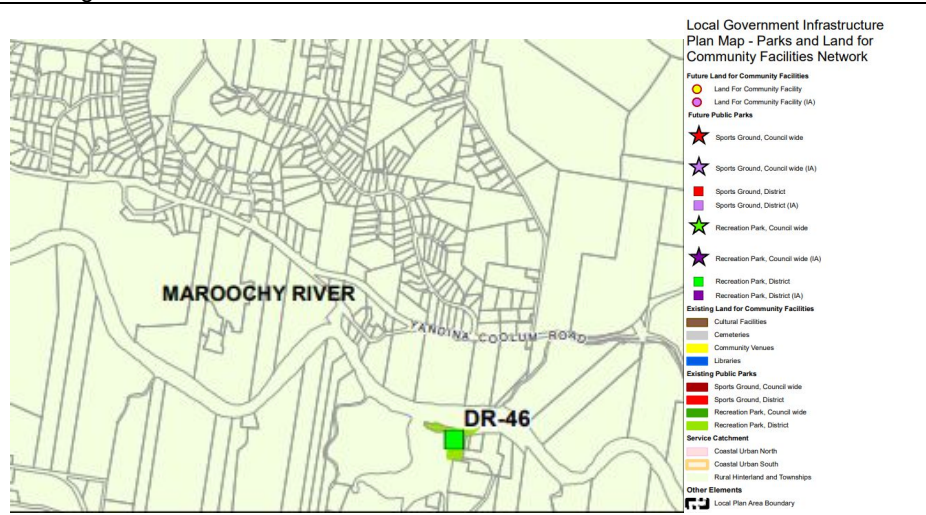 Local Government Infrastructure
Plan Map - Parks and Land for
Community Facilities Network
Future Land for Community Facilities
Land For Community Facility
Land For Community Facility (IA)
Future Public Parks
Sports Ground, Council wide
Sports Ground, Council wide (IA)
Sports Ground, District
Sports Ground, District (IA)
Recreation Park, Council wide
Recreation Park, Council wide (IA)
Recreation Park, District
Recreation Park, District (IA)
Existing Land for Community Facilities
Cultural Facilities
Cemeteries
Community Venues
Libraries
Existing Public Parks
Sports Ground, Council wide
Sports Ground, District
Recreation Park, Council wide
Recreation Park, District
Service Catchment
Coastal Urban North
Coastal Urban South
Rural Hinterland and Townships
Other Elements
Local Plan Area Boundary
MAROOCHY RIVER
YANDINA COOLUM ROAD
DR-46